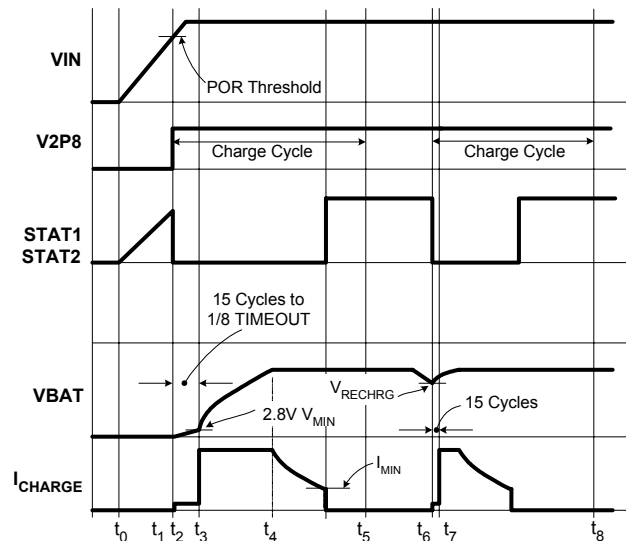 VIN
POR Threshold
V2P8
Charge Cycle
Charge Cycle
STAT1
STAT2
15 Cycles to
1/8 TIMEOUT
VBAT
VRECHRG
2.8V VMIN
15 Cycles
ICHARGE
IMIN
t0 t1 t2 t3 t4 t5 t6 t7 t8